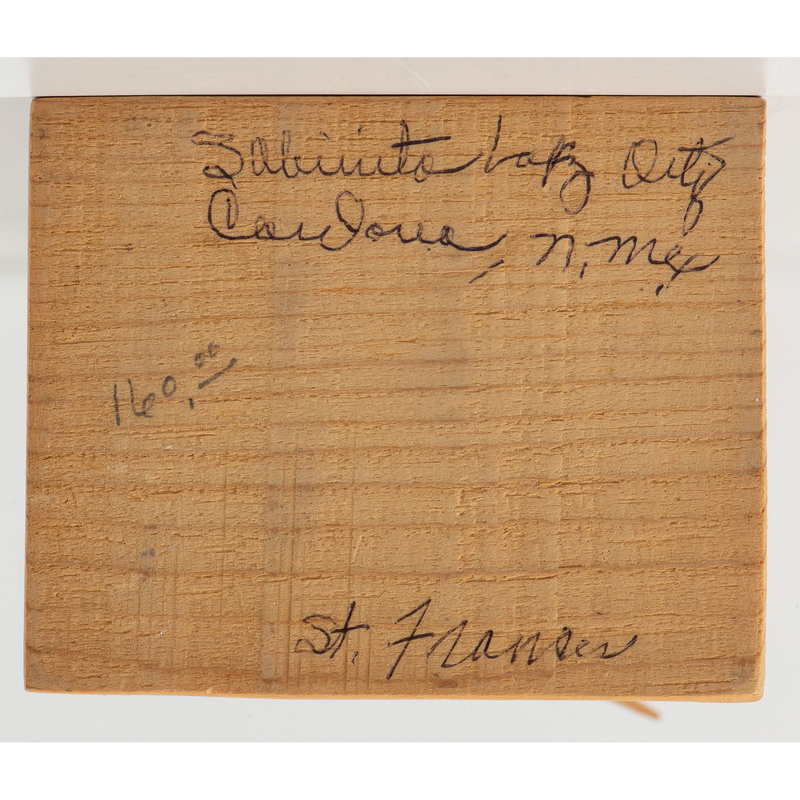 Sabinita Lopez Ortiz
Cordova, N, Mex.
160.00
St. Francis